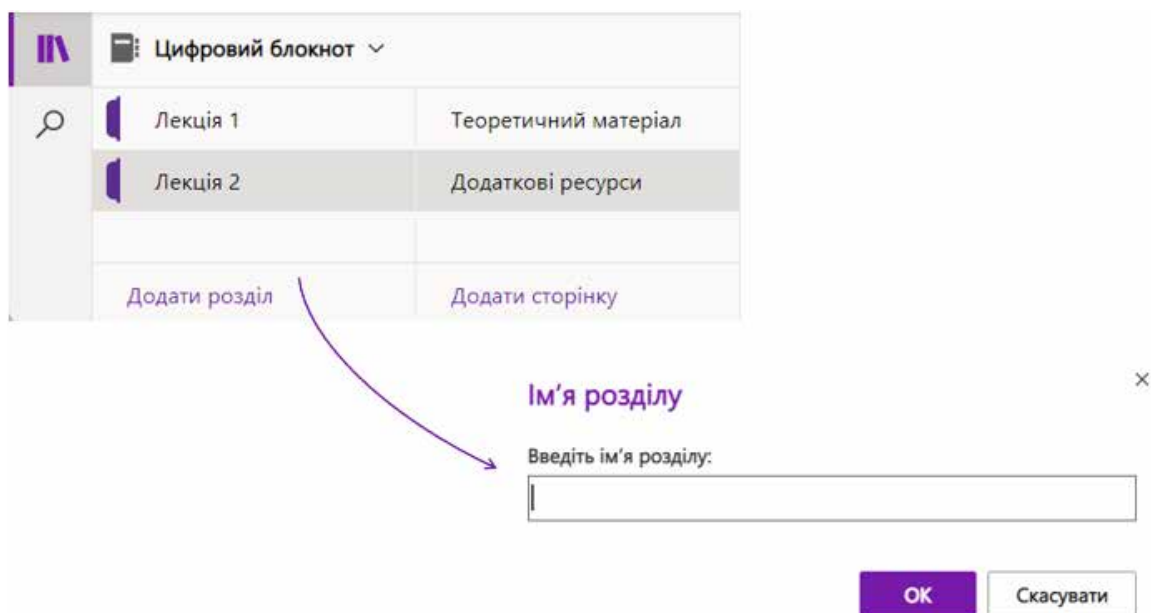 Цифровий блокнот
Лекція 1 Теоретичний матеріал
Лекція 2 Додаткові ресурси
Додати розділ Додати сторінку
Ім’я розділу
Введіть ім’я розділу:
ОК Скасувати